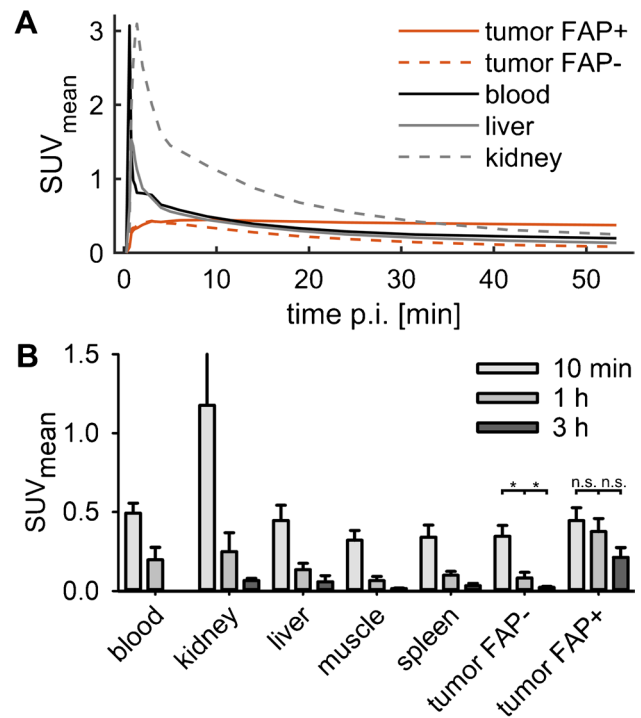 A
SUVmean
3
2
1
0
tumor FAP+
tumor FAP-
blood
liver
kidney
0 10 20 30 40 50
time p.i. [min]
B
SUVmean
1.5
1.0
0.5
0.0
10 min
1 h
3 h
* *
n.s. n.s.
blood
kidney
liver
muscle
spleen
tumor FAP-
tumor FAP+